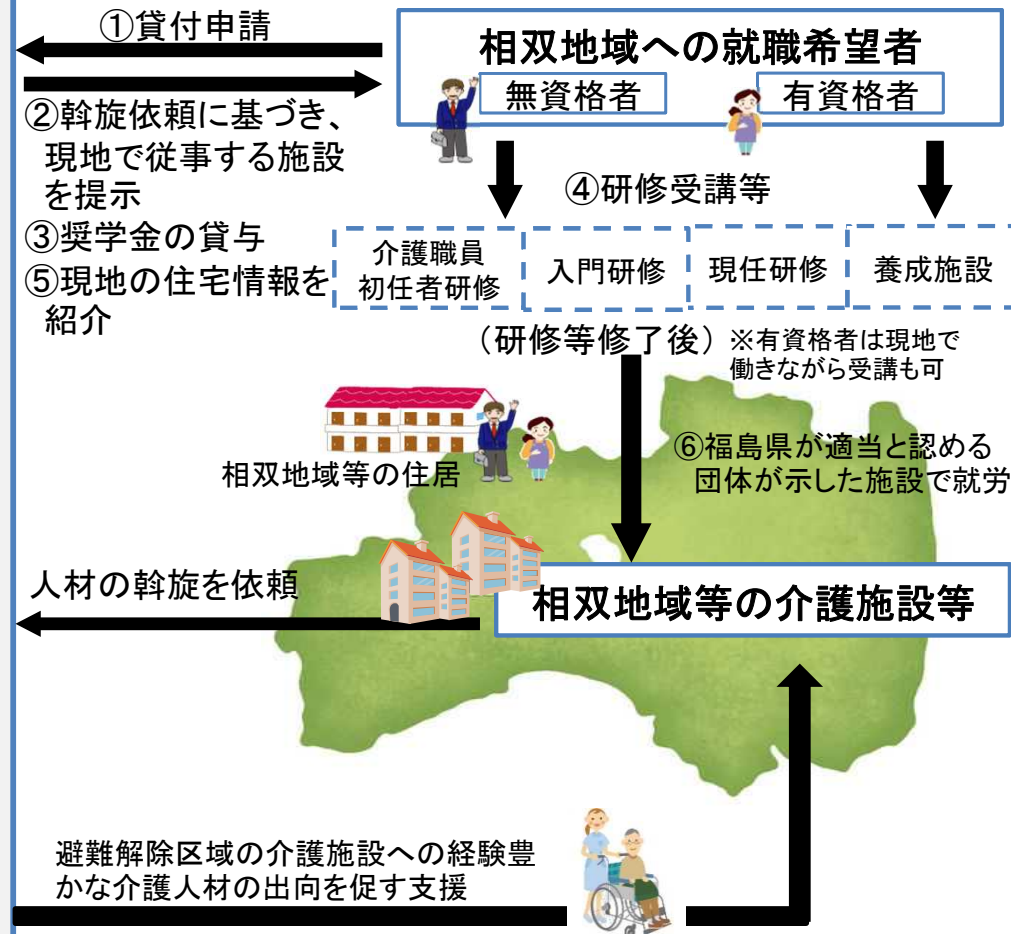 ①貸付申請
相双地域への就職希望者
無資格者
有資格者
②斡旋依頼に基づき、
現地で従事する施設
を提示
③奨学金の貸与
⑤現地の住宅情報を
紹介
④研修受講等
介護職員
初任者研修
入門研修
現任研修
養成施設
(研修等修了後)
※有資格者は現地で
働きながら受講も可
相双地域等の住居
⑥福島県が適当と認める
団体が示した施設で就労
人材の斡旋を依頼
相双地域等の介護施設等
避難解除区域の介護施設への経験豊
かな介護人材の出向を促す支援